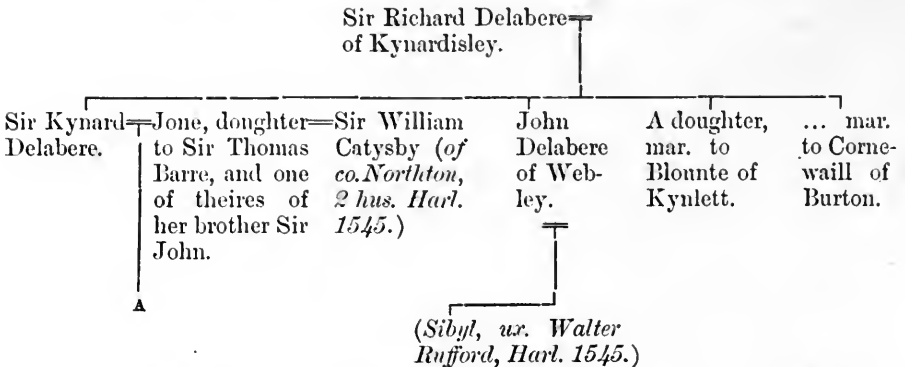 Sir Richard Delabere
of Kynardisley.
Sir Kynard
Delabere.
Jone, doughter
to Sir Thomas
Barre, and one
of theires of
her brother Sir
John.
Sir William
Catysby (of
co. Northton,
2 hus. Harl.
1545.)
John
Delabere
of Web-
ley.
A doughter,
mar. to
Blounte of
Kynlett.
... mar.
to Corne-
waill of
Burton.
A
(Sibyl, ux. Walter
Rufford, Harl. 1545.)